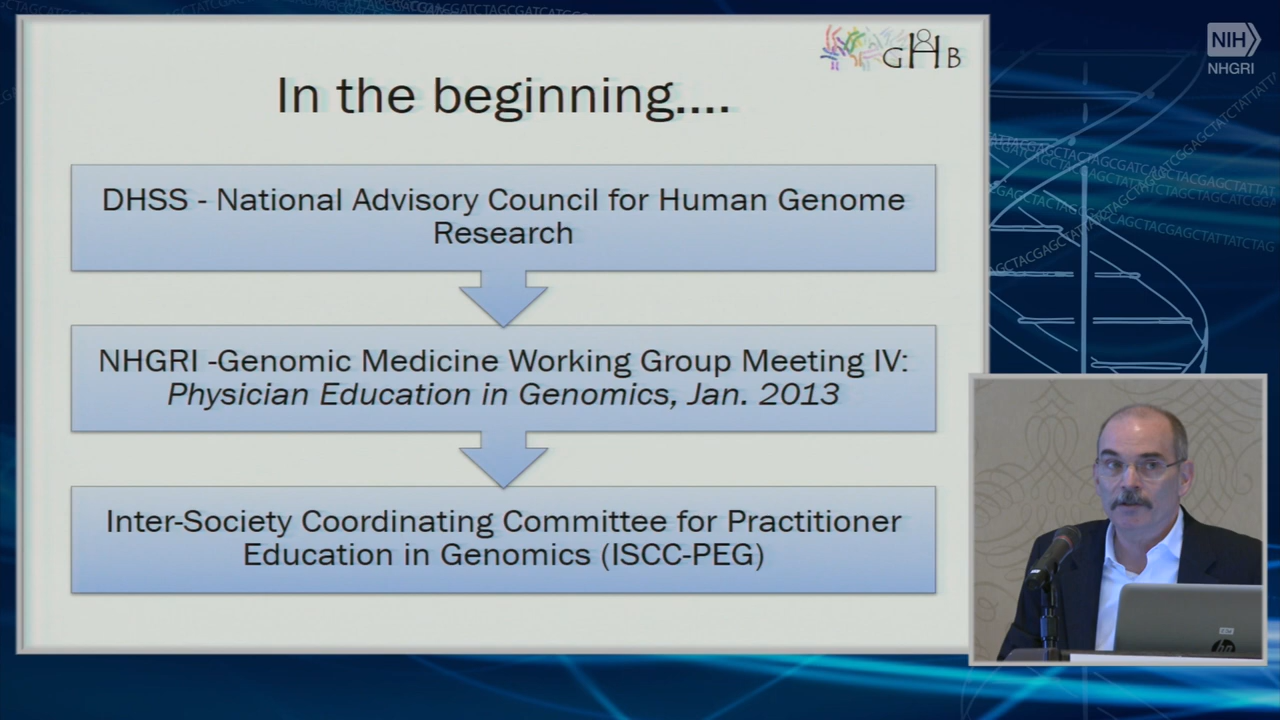 GHB
NIH
NHGRI
In the beginning....
DHSS - National Advisory Council for Human Genome
Research
NHGRI -Genomic Medicine Working Group Meeting IV:
Physician Education in Genomics, Jan. 2013
Inter-Society Coordinating Committee for Practitioner
Education in Genomics (ISCC-PEG)
hp